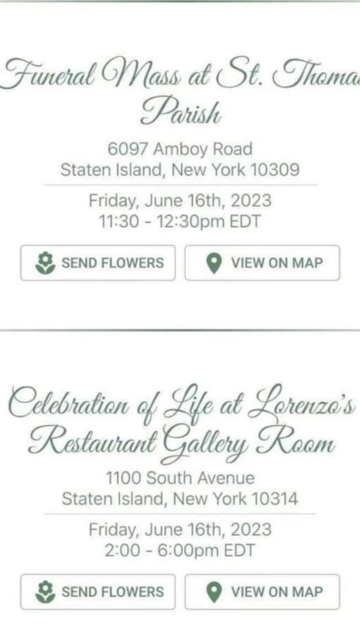 Funeral Mass at St. Thomas
Parish
6097 Amboy Road
Staten Island, New York 10309
Friday, June 16th, 2023
11:30 - 12:30pm EDT
SEND FLOWERS
VIEW ON MAP
Celebration of Life at Lorenzo's
Restaurant Gallery Room
1100 South Avenue
Staten Island, New York 10314
Friday, June 16th, 2023
2:00 - 6:00pm EDT
SEND FLOWERS
VIEW ON MAP